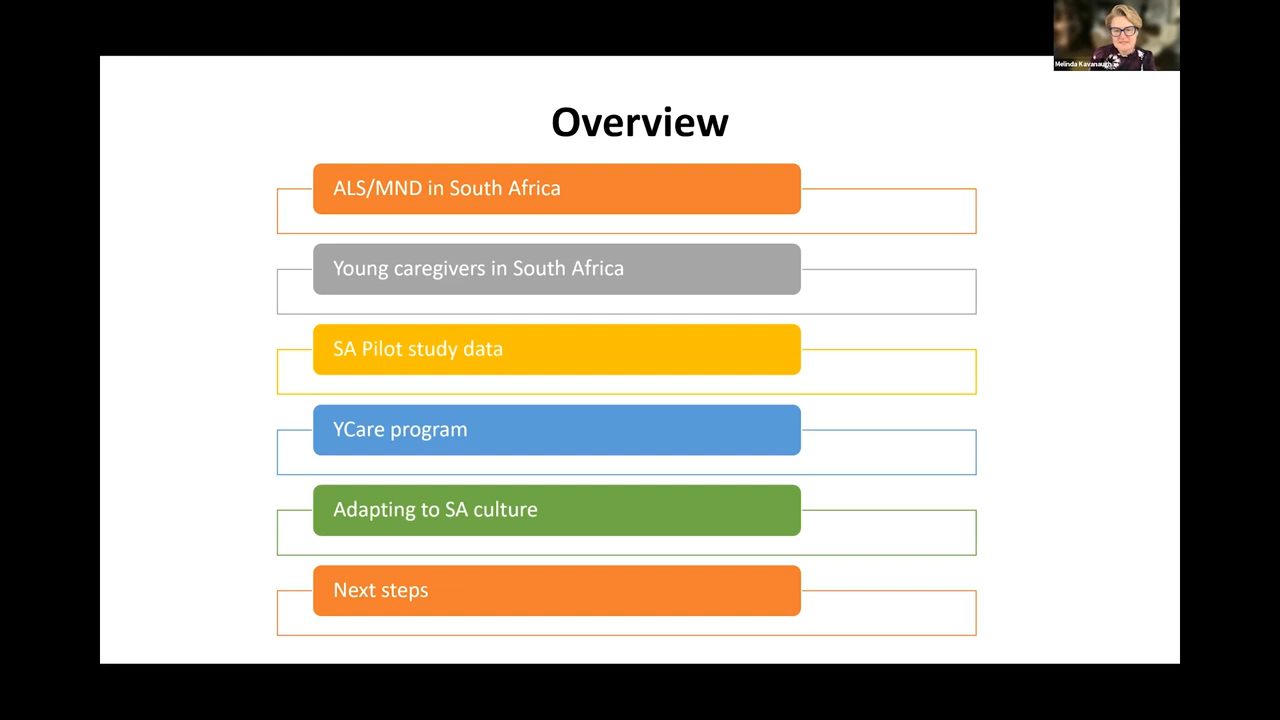 Melinda Kavanaugh
Overview
ALS/MND in South Africa
Young caregivers in South Africa
SA Pilot study data
YCare program
Adapting to SA culture
Next steps